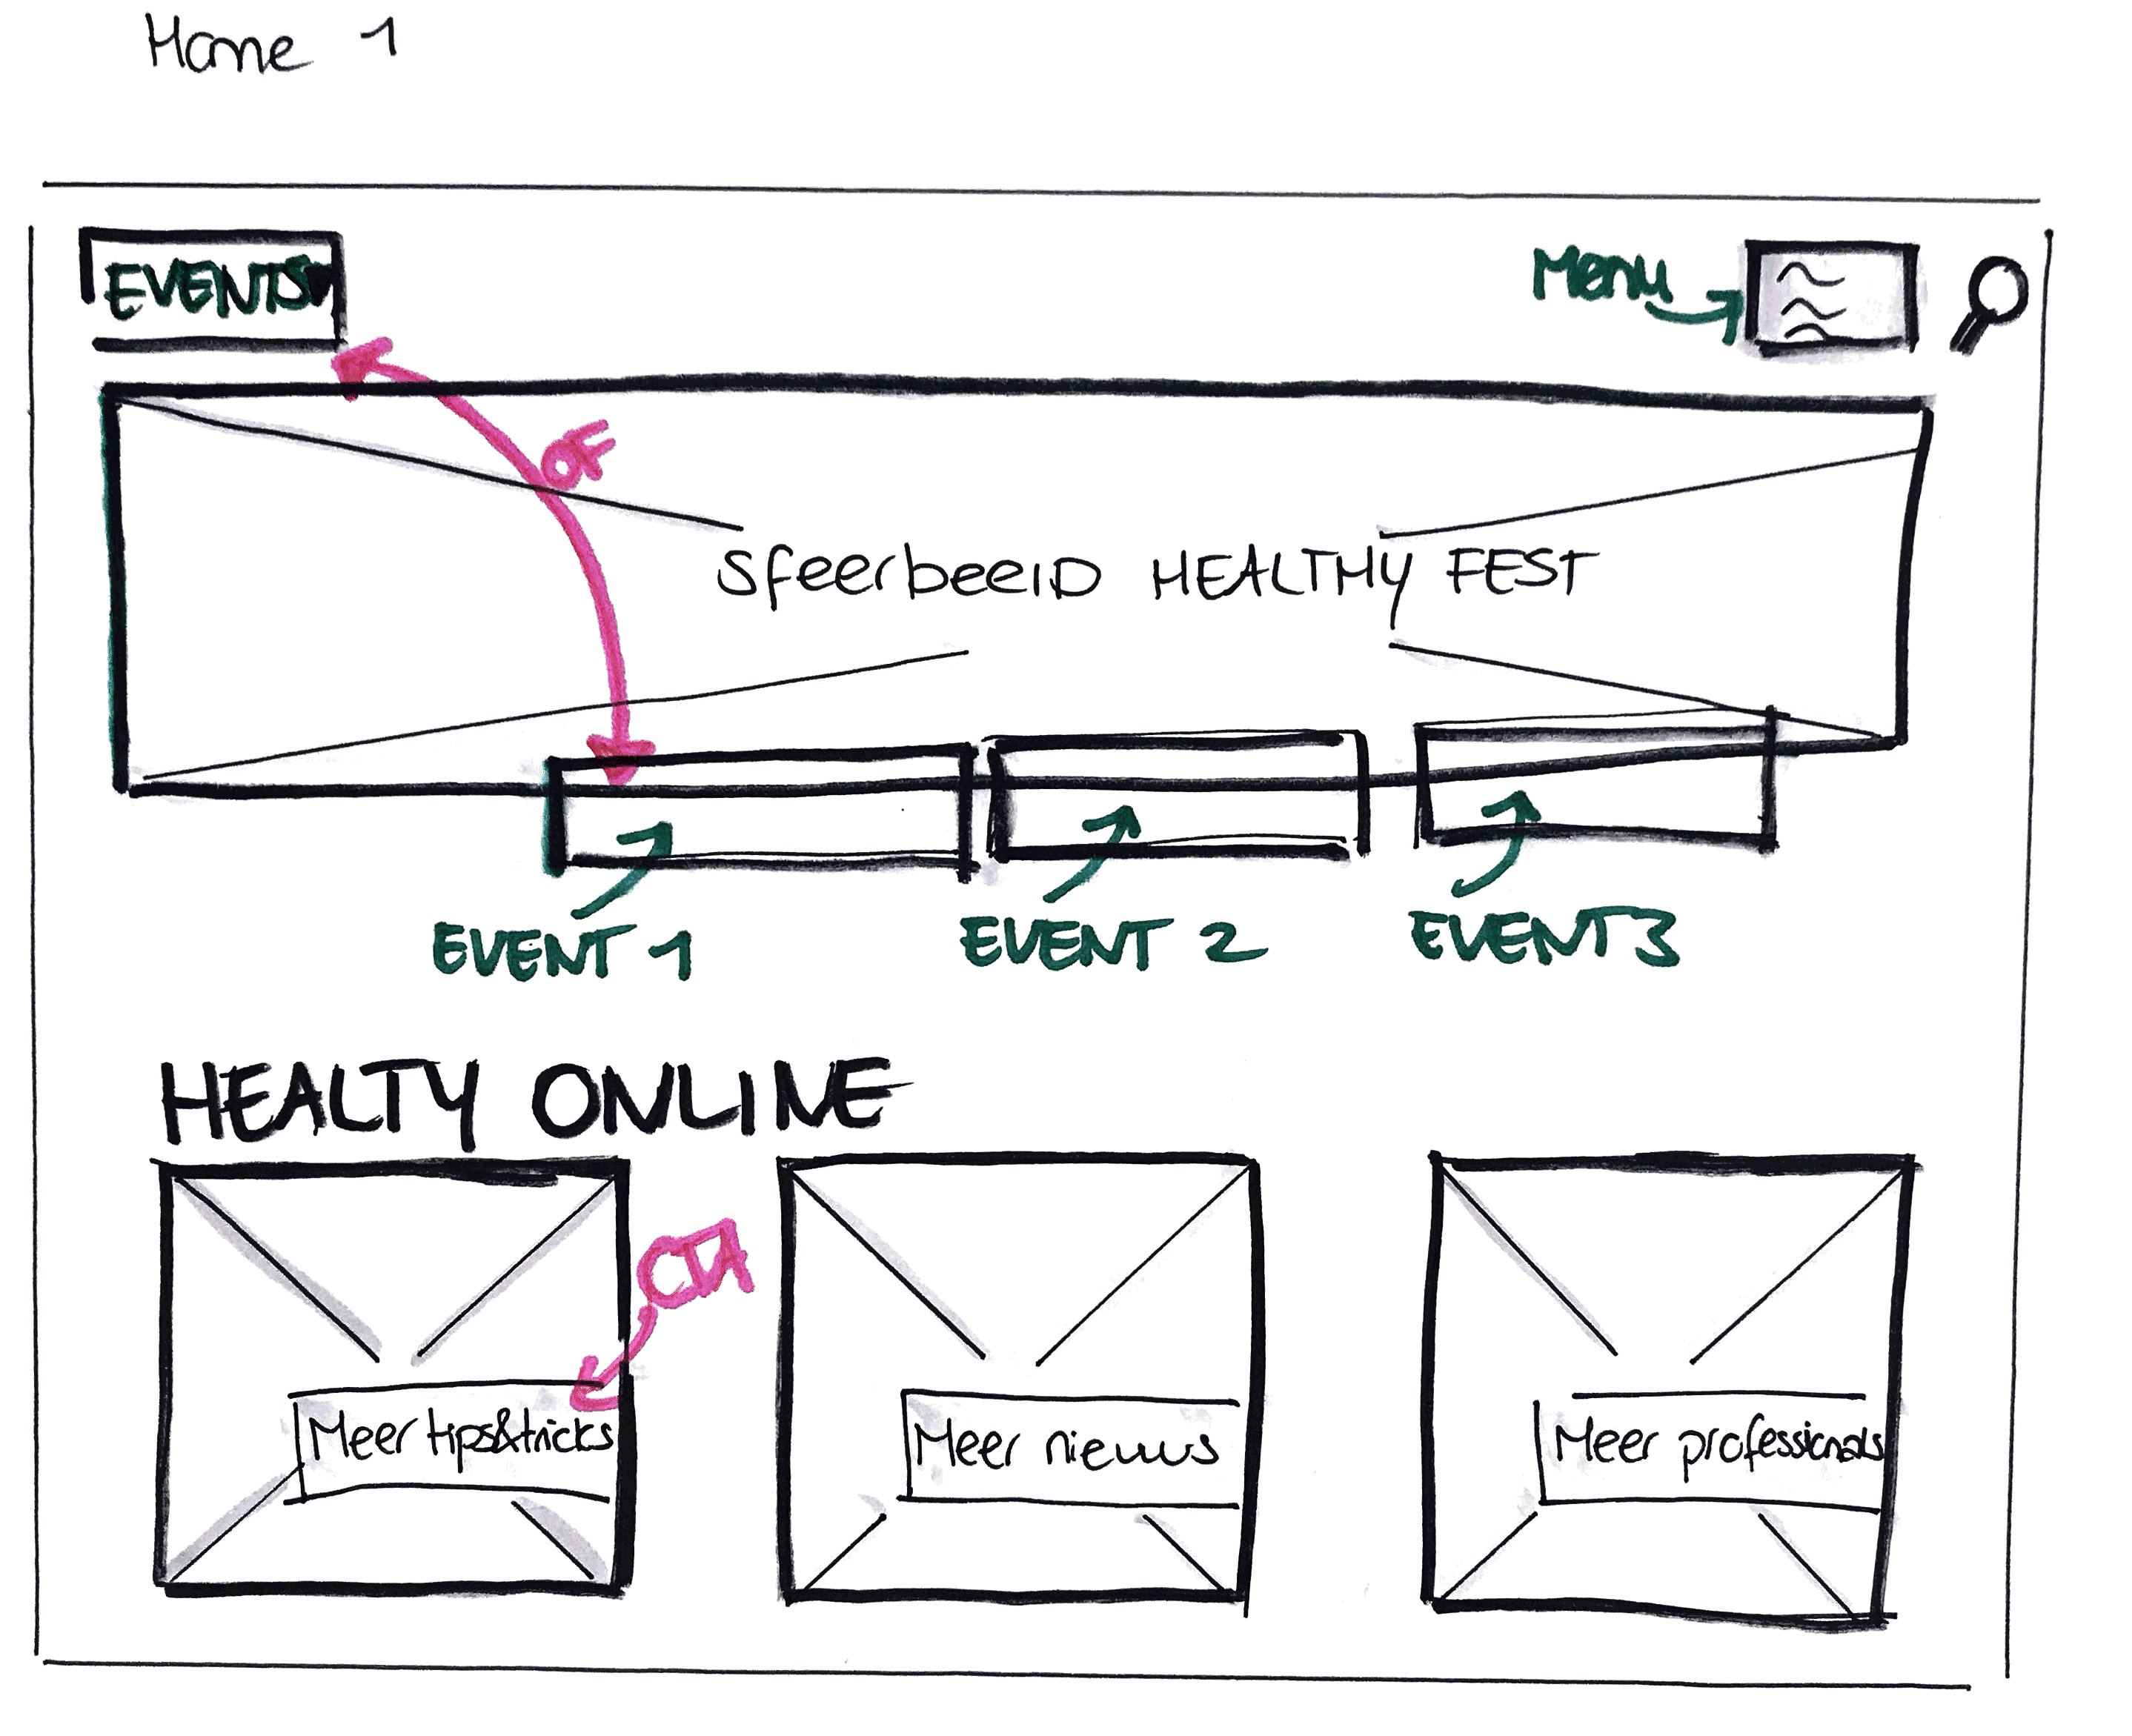 Home 1
EVENTS
Menu
OF
sfeerbeelD HEALTHY FEST
EVENT 1
EVENT 2
EVENT3
HEALTY ONLINE
CTA
Meer tips&tricks
Meer nieuws
Meer professionals